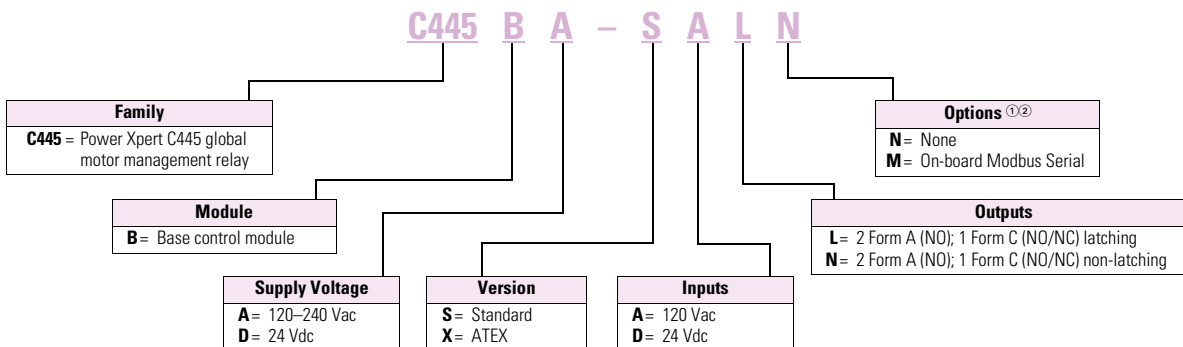 C445 B A – S A L N
Family
C445 = Power Xpert C445 global
motor management relay
Options ①②
N = None
M = On-board Modbus Serial
Module
B = Base control module
Outputs
L = 2 Form A (NO); 1 Form C (NO/NC) latching
N = 2 Form A (NO); 1 Form C (NO/NC) non-latching
Supply Voltage
A = 120–240 Vac
D = 24 Vdc
Version
S = Standard
X = ATEX
Inputs
A = 120 Vac
D = 24 Vdc